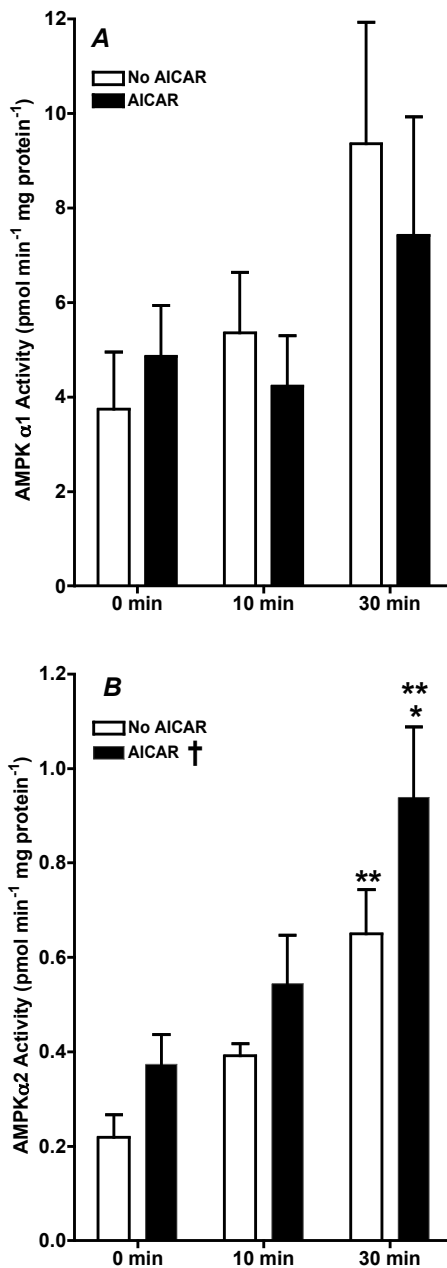 A
No AICAR
AICAR
AMPK α1 Activity (pmol min⁻¹ mg protein⁻¹)
12
10
8
6
4
2
0
0 min 10 min 30 min
B
No AICAR
AICAR †
**
*
**
AMPKα2 Activity (pmol min⁻¹ mg protein⁻¹)
1.2
1.0
0.8
0.6
0.4
0.2
0.0
0 min 10 min 30 min